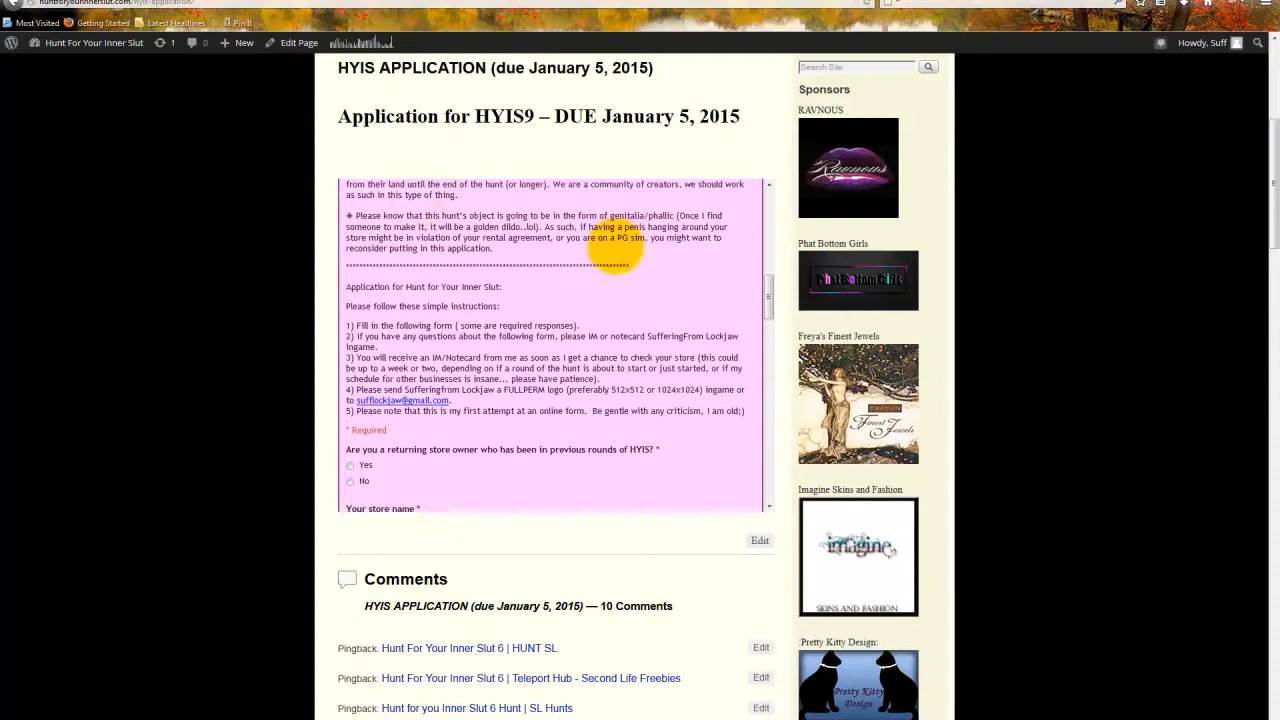 huntforyourinnerslut.com/hyis-application/
Most Visited Getting Started Latest Headlines Pin It
Hunt For Your Inner Slut 1 0 New Edit Page Howdy, Suff
HYIS APPLICATION (due January 5, 2015)
Application for HYIS9 – DUE January 5, 2015
from their land until the end of the hunt (or longer). We are a community of creators, we should work
as such in this type of thing.
※ Please know that this hunt's object is going to be in the form of genitalia/phallic (Once I find
someone to make it, it will be a golden dildo..lol). As such, if having a penis hanging around your
store might be in violation of your rental agreement, or you are on a PG sim, you might want to
reconsider putting in this application.
*************************************************************************************
Application for Hunt for Your Inner Slut:
Please follow these simple instructions:
1) Fill in the following form ( some are required responses).
2) If you have any questions about the following form, please IM or notecard SufferingFrom Lockjaw
ingame.
3) You will receive an IM/Notecard from me as soon as I get a chance to check your store (this could
be up to a week or two, depending on if a round of the hunt is about to start or just started, or if my
schedule for other businesses is insane... please have patience).
4) Please send Sufferingfrom Lockjaw a FULLPERM logo (preferably 512x512 or 1024x1024) ingame or
to sufflockjaw@gmail.com.
5) Please note that this is my first attempt at an online form. Be gentle with any criticism, I am old;)
* Required
Are you a returning store owner who has been in previous rounds of HYIS? *
Yes
No
Your store name *
Edit
Comments
HYIS APPLICATION (due January 5, 2015) — 10 Comments
Pingback: Hunt For Your Inner Slut 6 | HUNT SL Edit
Pingback: Hunt For Your Inner Slut 6 | Teleport Hub - Second Life Freebies Edit
Pingback: Hunt for you Inner Slut 6 Hunt | SL Hunts Edit
Search Site
Sponsors
RAVNOUS
Ravnous
Phat Bottom Girls
PhatBottomGirls
Freya's Finest Jewels
Finest Jewels
Imagine Skins and Fashion
imagine
SKINS AND FASHION
:Pretty Kitty Design:
Pretty Kitty
Design